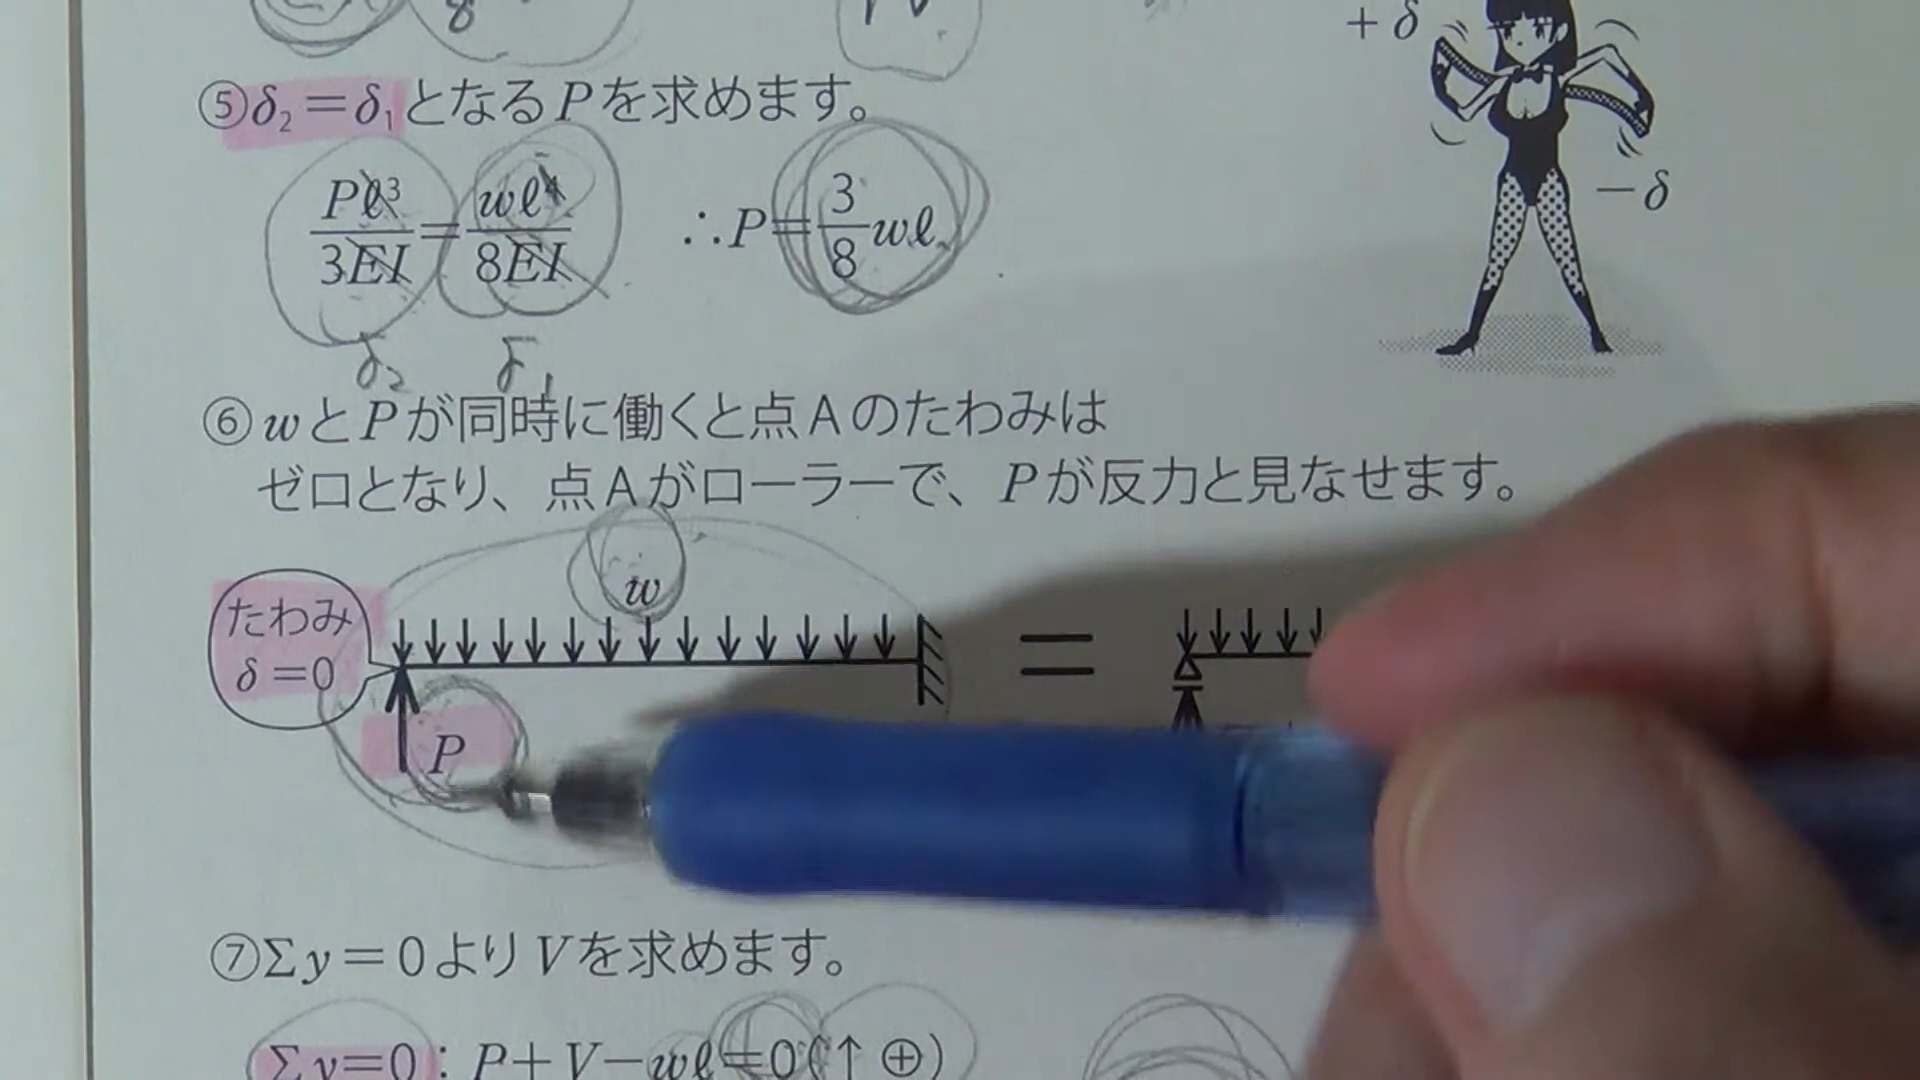 8
+δ
⑤δ₂=δ₁となるPを求めます。
−δ
Pℓ³/3EI=wℓ⁴/8EI ∴P=3/8wℓ
δ₂ δ₁
⑥wとPが同時に働くと点Aのたわみは
ゼロとなり、点Aがローラーで、Pが反力と見なせます。
w
たわみ
δ=0
=
P
⑦Σy=0よりVを求めます。
Σy=0:P+V−wℓ=0(↑⊕)